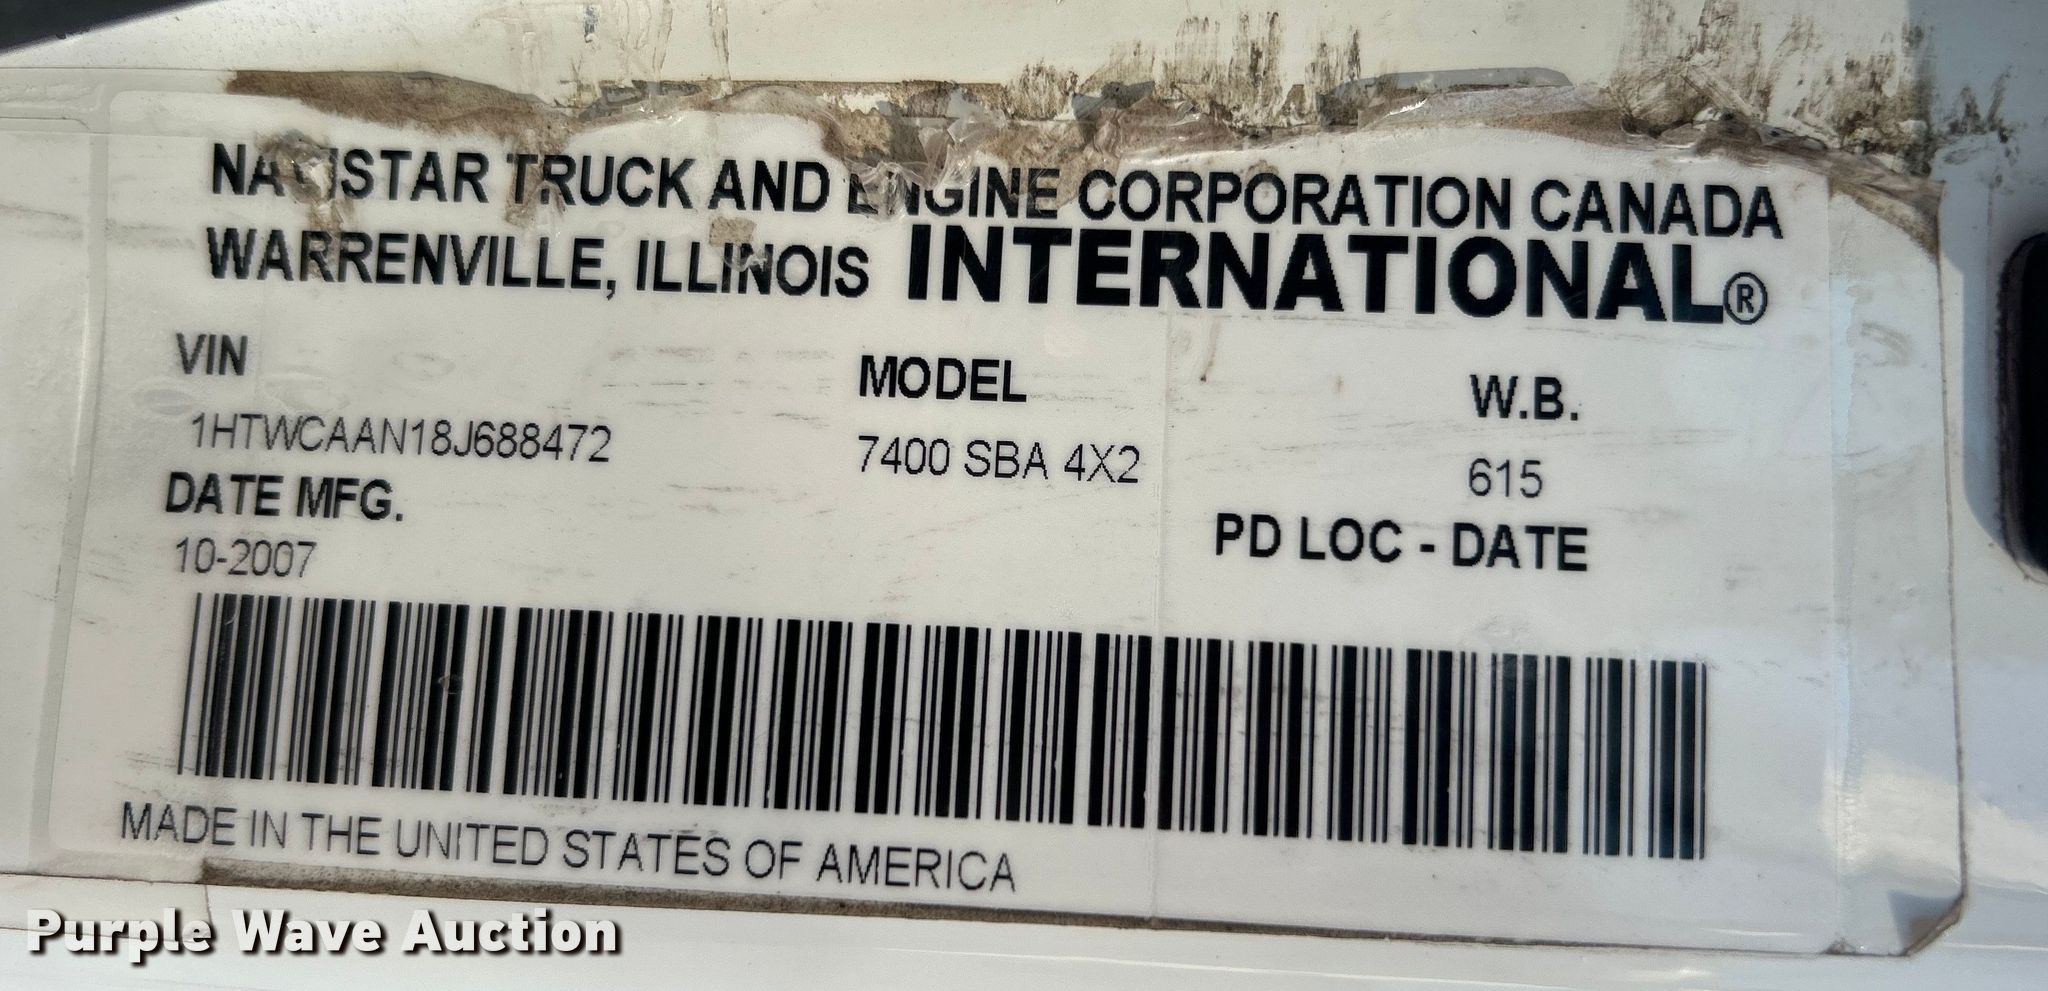 NAVISTAR TRUCK AND ENGINE CORPORATION CANADA
WARRENVILLE, ILLINOIS INTERNATIONAL®
VIN MODEL W.B.
1HTWCAAN18J688472 7400 SBA 4X2 615
DATE MFG. PD LOC - DATE
10-2007
MADE IN THE UNITED STATES OF AMERICA
Purple Wave Auction